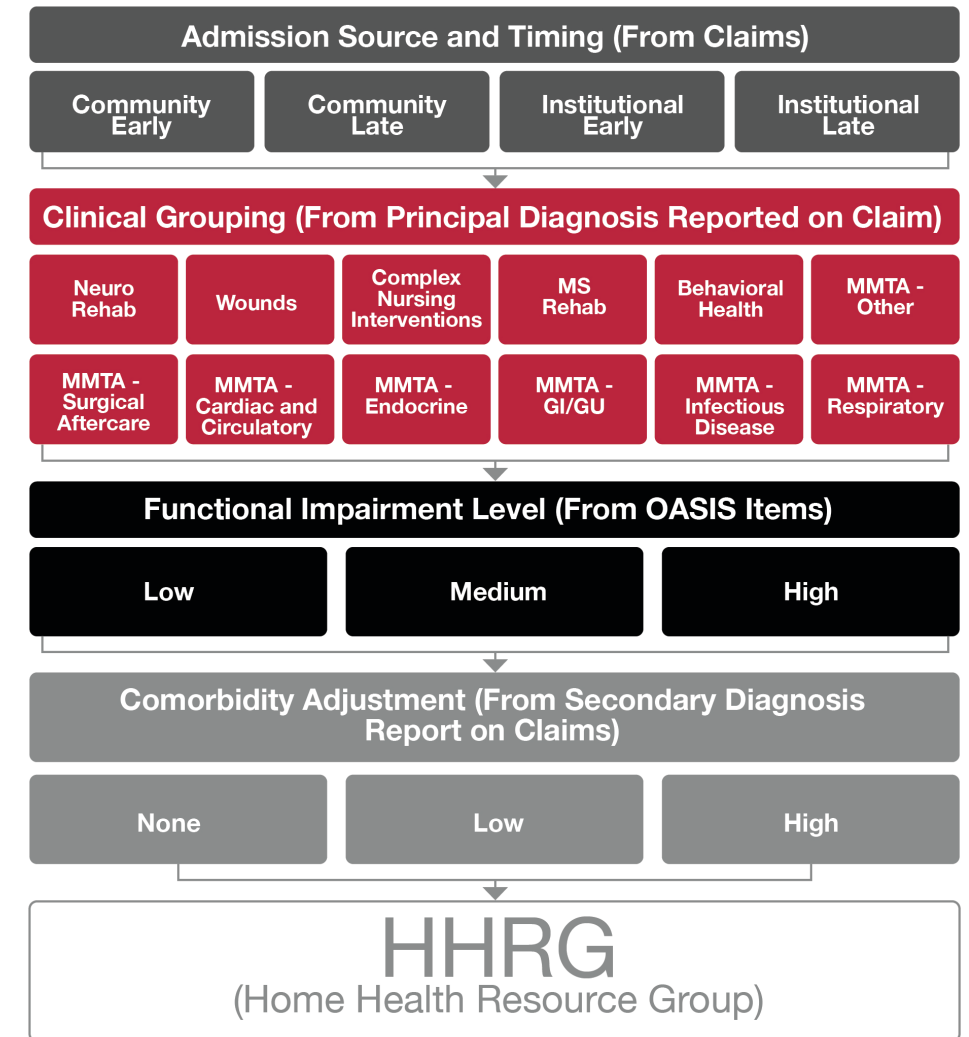 Admission Source and Timing (From Claims)
Community
Early
Community
Late
Institutional
Early
Institutional
Late
Clinical Grouping (From Principal Diagnosis Reported on Claim)
Neuro
Rehab
Wounds
Complex
Nursing
Interventions
MS
Rehab
Behavioral
Health
MMTA -
Other
MMTA -
Surgical
Aftercare
MMTA -
Cardiac and
Circulatory
MMTA -
Endocrine
MMTA -
GI/GU
MMTA -
Infectious
Disease
MMTA -
Respiratory
Functional Impairment Level (From OASIS Items)
Low
Medium
High
Comorbidity Adjustment (From Secondary Diagnosis
Report on Claims)
None
Low
High
HHRG
(Home Health Resource Group)